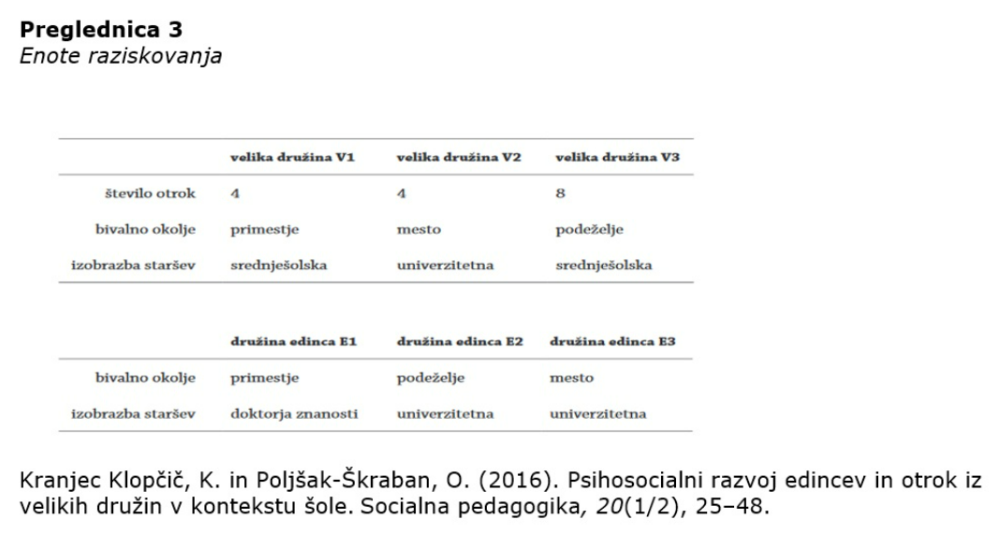 Preglednica 3
Enote raziskovanja
velika družina V1 velika družina V2 velika družina V3
število otrok 4 4 8
bivalno okolje primestje mesto podeželje
izobrazba staršev srednješolska univerzitetna srednješolska
družina edinca E1 družina edinca E2 družina edinca E3
bivalno okolje primestje podeželje mesto
izobrazba staršev doktorja znanosti univerzitetna univerzitetna
Kranjec Klopčič, K. in Poljšak-Škraban, O. (2016). Psihosocialni razvoj edincev in otrok iz
velikih družin v kontekstu šole. Socialna pedagogika, 20(1/2), 25–48.